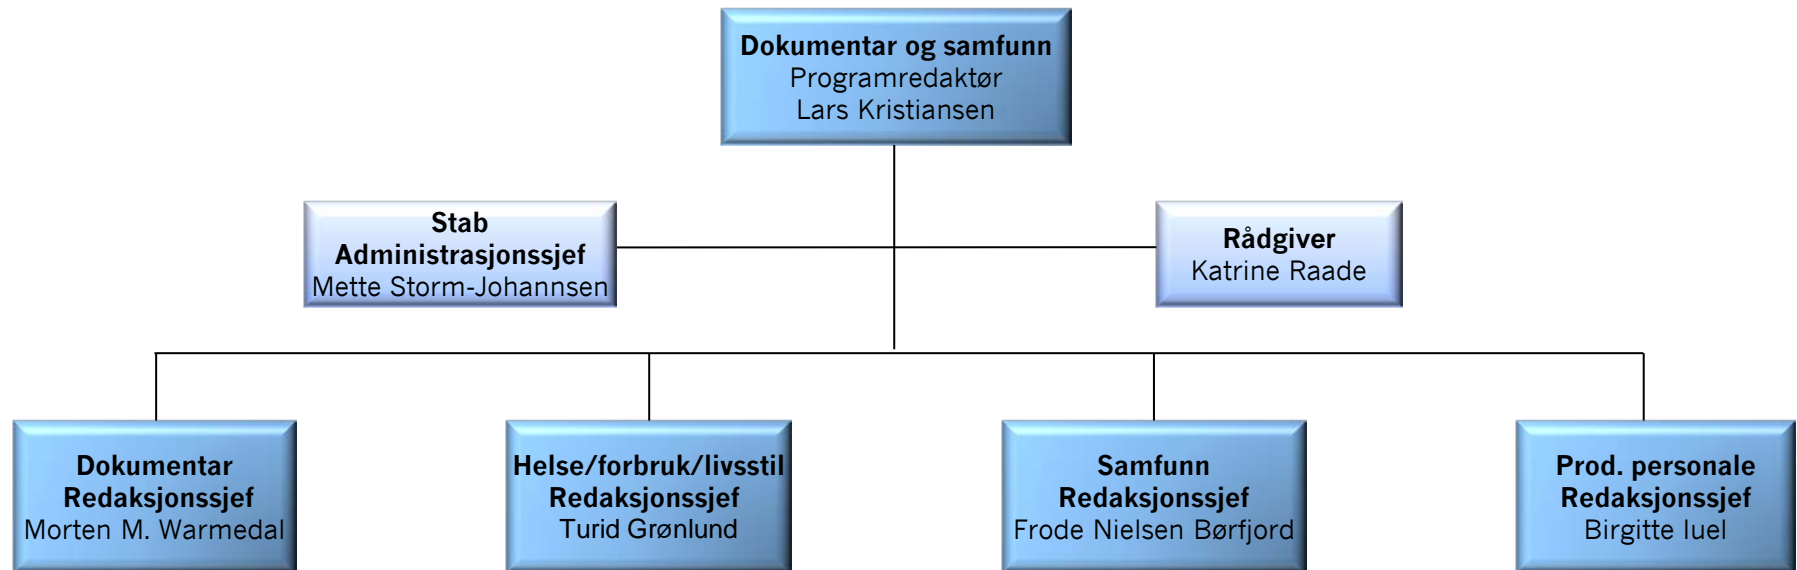 Dokumentar og samfunn
Programredaktør
Lars Kristiansen
Stab
Administrasjonssjef
Mette Storm-Johannsen
Rådgiver
Katrine Raade
Dokumentar
Redaksjonssjef
Morten M. Warmedal
Helse/forbruk/livsstil
Redaksjonssjef
Turid Grønlund
Samfunn
Redaksjonssjef
Frode Nielsen Børfjord
Prod. personale
Redaksjonssjef
Birgitte Iuel